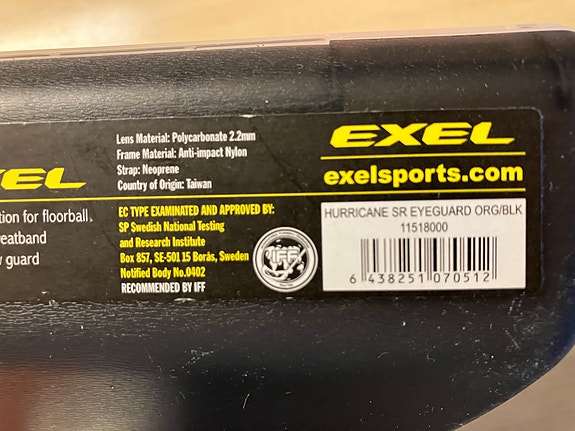 EL
tion for floorball.
eatband
guard
Lens Material: Polycarbonate 2.2mm
Frame Material: Anti-impact Nylon
Strap: Neoprene
Country of Origin: Taiwan
EC TYPE EXAMINATED AND APPROVED BY:
SP Swedish National Testing
and Research Institute
Box 857, SE-501 15 Borås, Sweden
Notified Body No.0402
RECOMMENDED BY IFF
IFF
EXEL
exelsports.com
HURRICANE SR EYEGUARD ORG/BLK
11518000
6 438251 070512